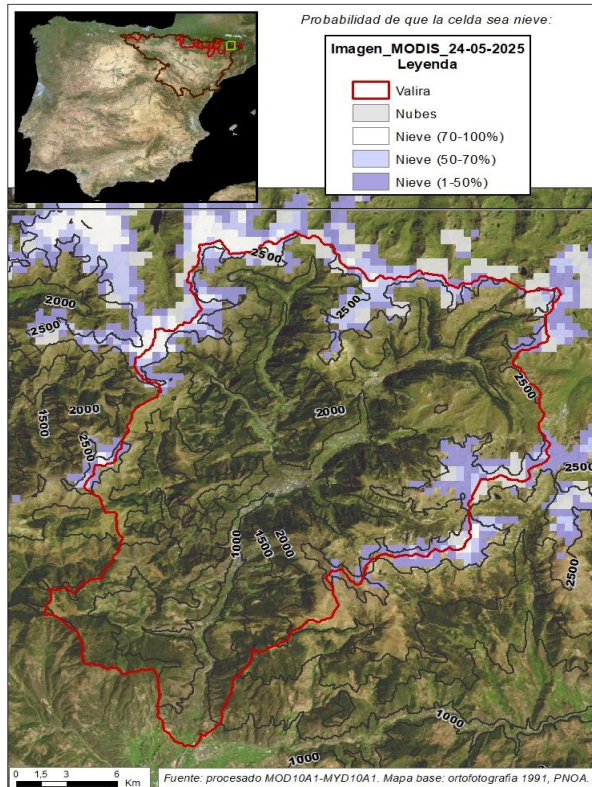 Probabilidad de que la celda sea nieve:
Imagen_MODIS_24-05-2025
Leyenda
Valira
Nubes
Nieve (70-100%)
Nieve (50-70%)
Nieve (1-50%)
2500
2000
2500
2500
2500
2000
1500
2000
2500
2500
1000
1500
2000
2500
1000
1000
0 1,5 3 6
Km
Fuente: procesado MOD10A1-MYD10A1. Mapa base: ortofotografía 1991, PNOA.